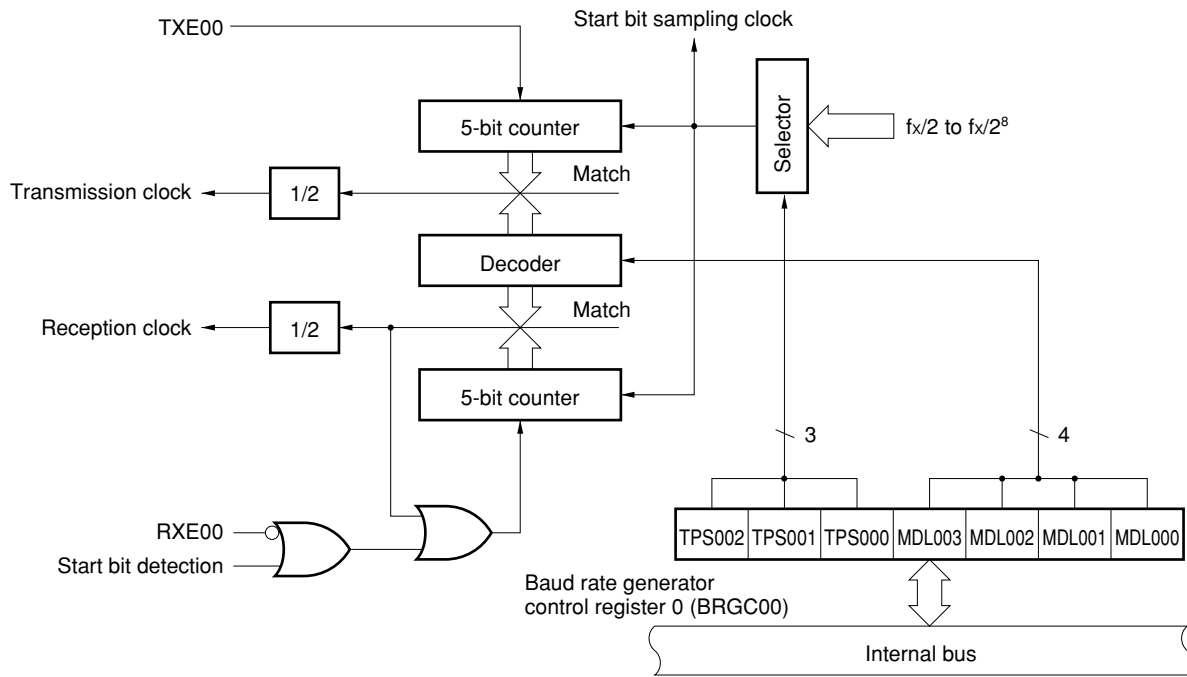 TXE00
Start bit sampling clock
5-bit counter
Selector
fX/2 to fX/2⁸
Match
Transmission clock
1/2
Decoder
Match
Reception clock
1/2
5-bit counter
3
4
RXE00
Start bit detection
TPS002 TPS001 TPS000 MDL003 MDL002 MDL001 MDL000
Baud rate generator
control register 0 (BRGC00)
Internal bus